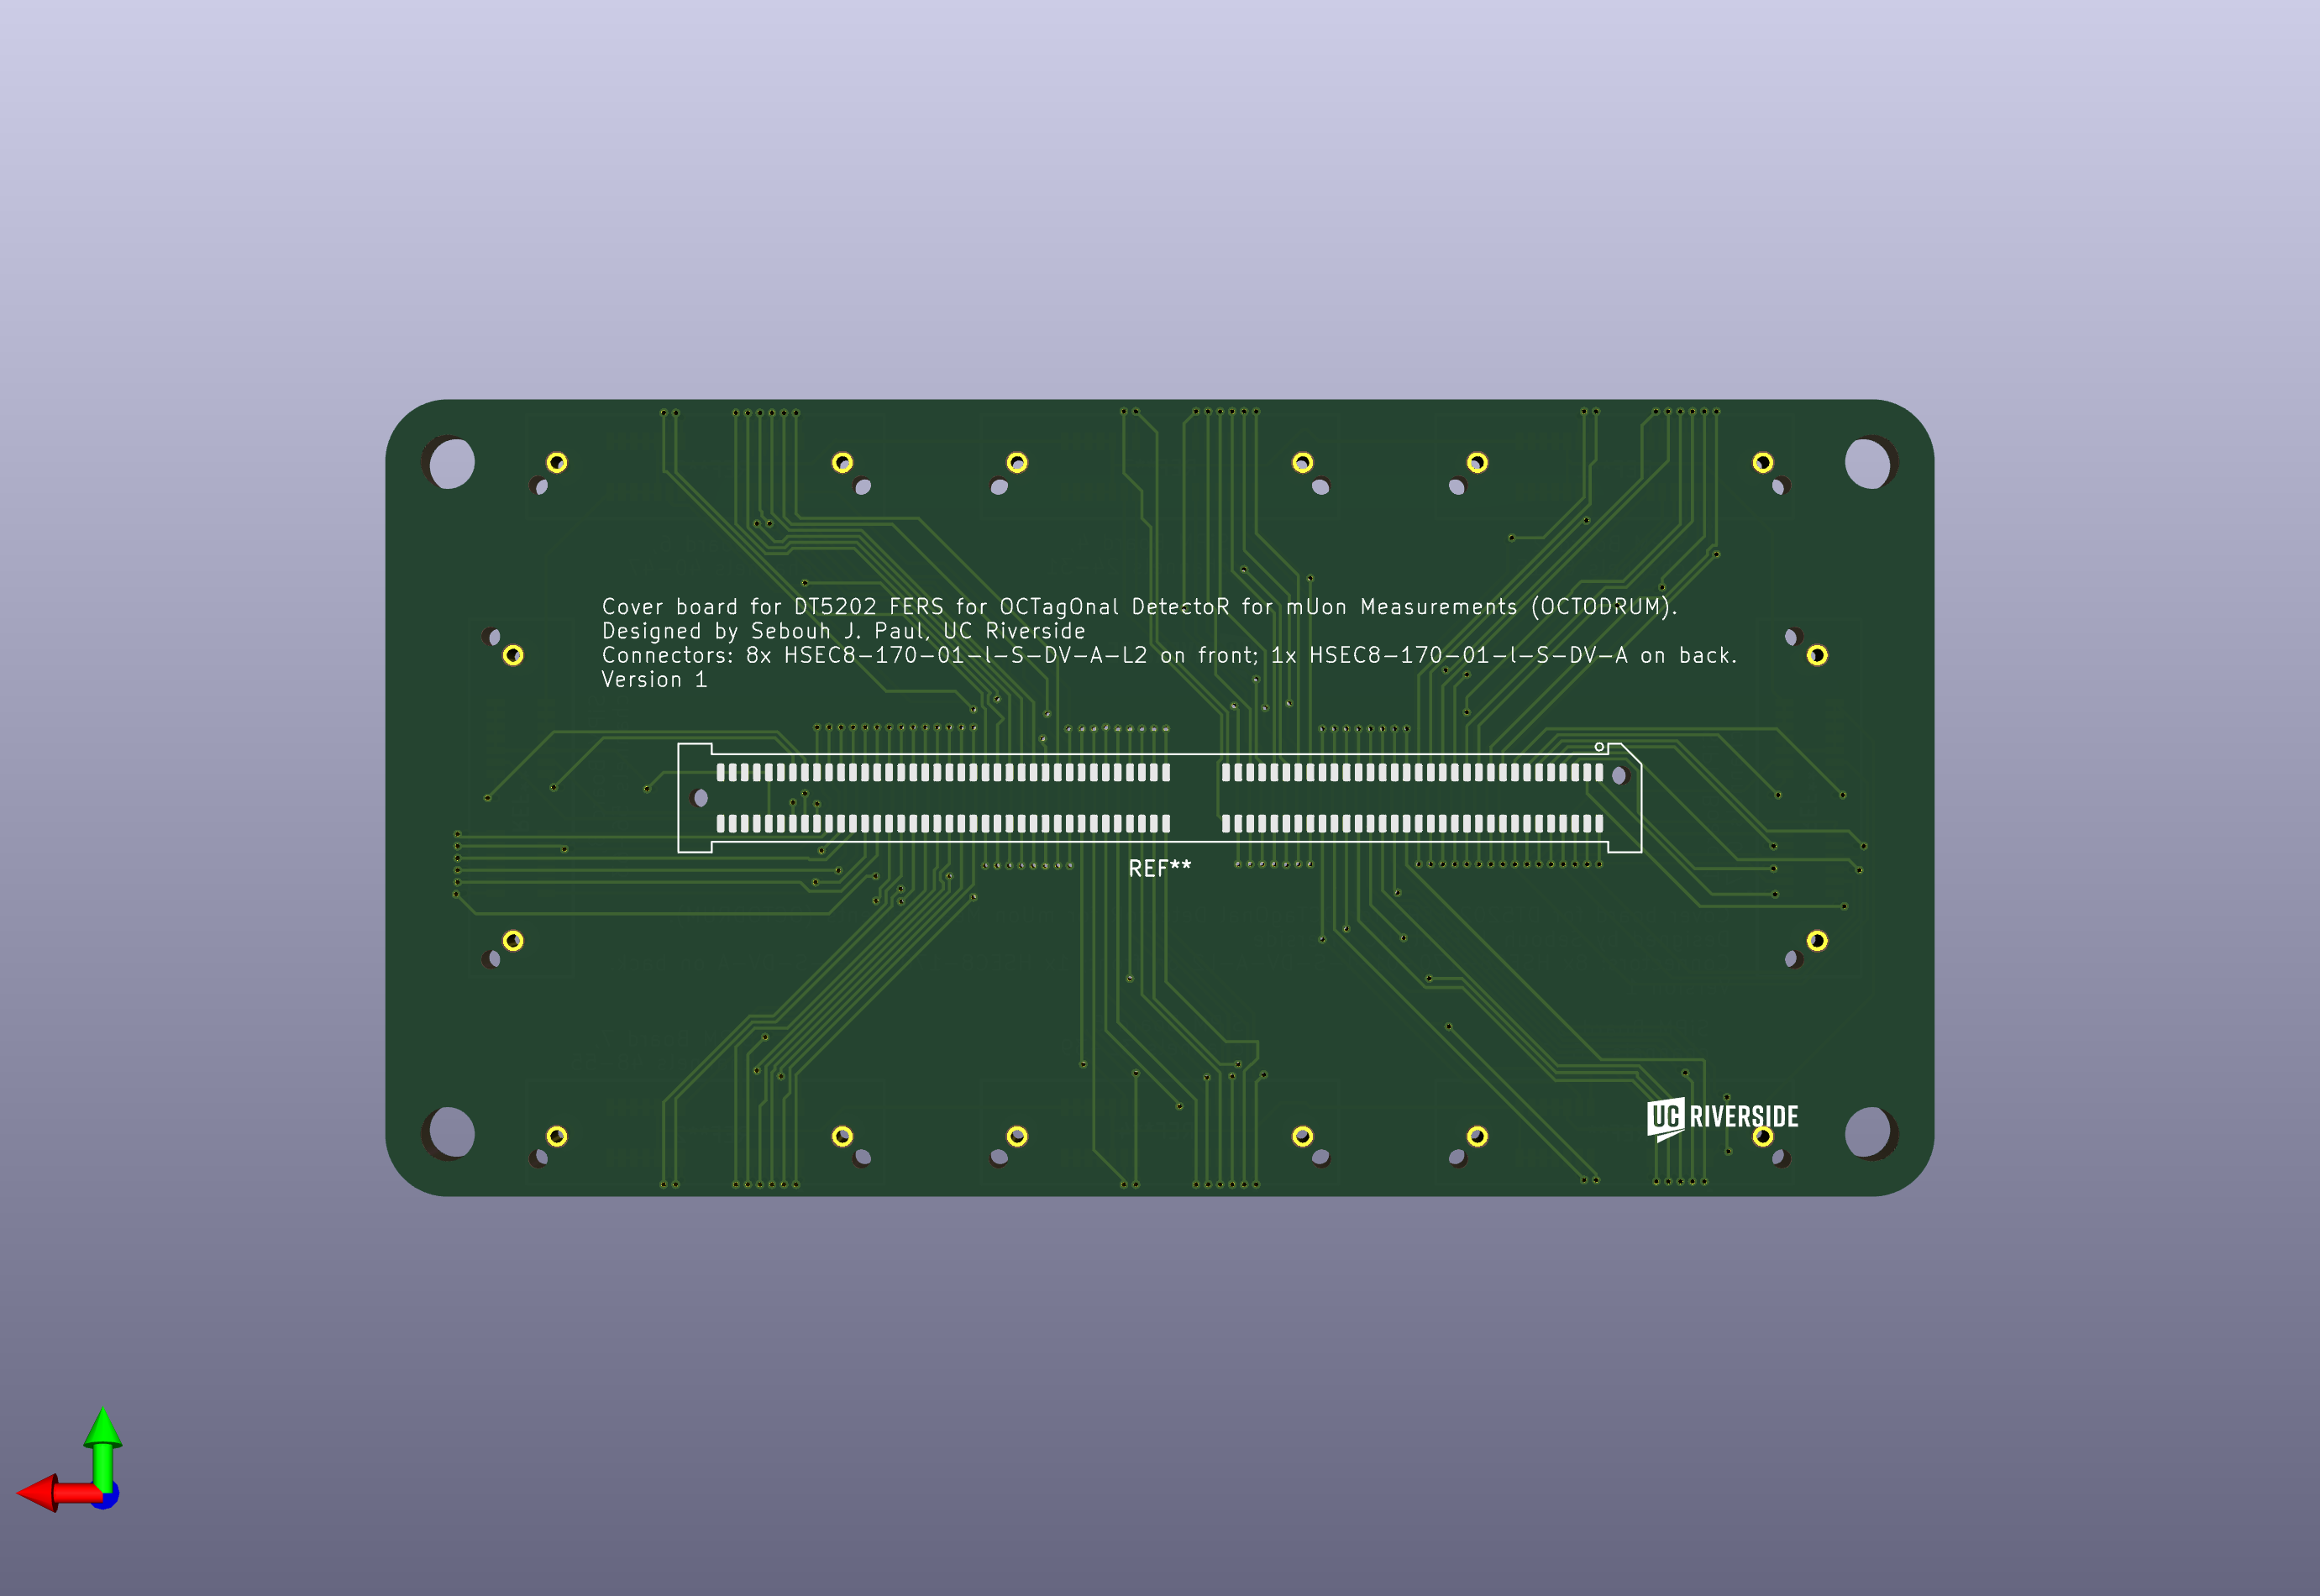 Cover board for DT5202 FERS for OCTagOnal DetectoR for mUon Measurements (OCTODRUM).
Designed by Sebouh J. Paul, UC Riverside
Connectors: 8x HSEC8-170-01-l-S-DV-A-L2 on front; 1x HSEC8-170-01-l-S-DV-A on back.
Version 1
REF**
UC RIVERSIDE